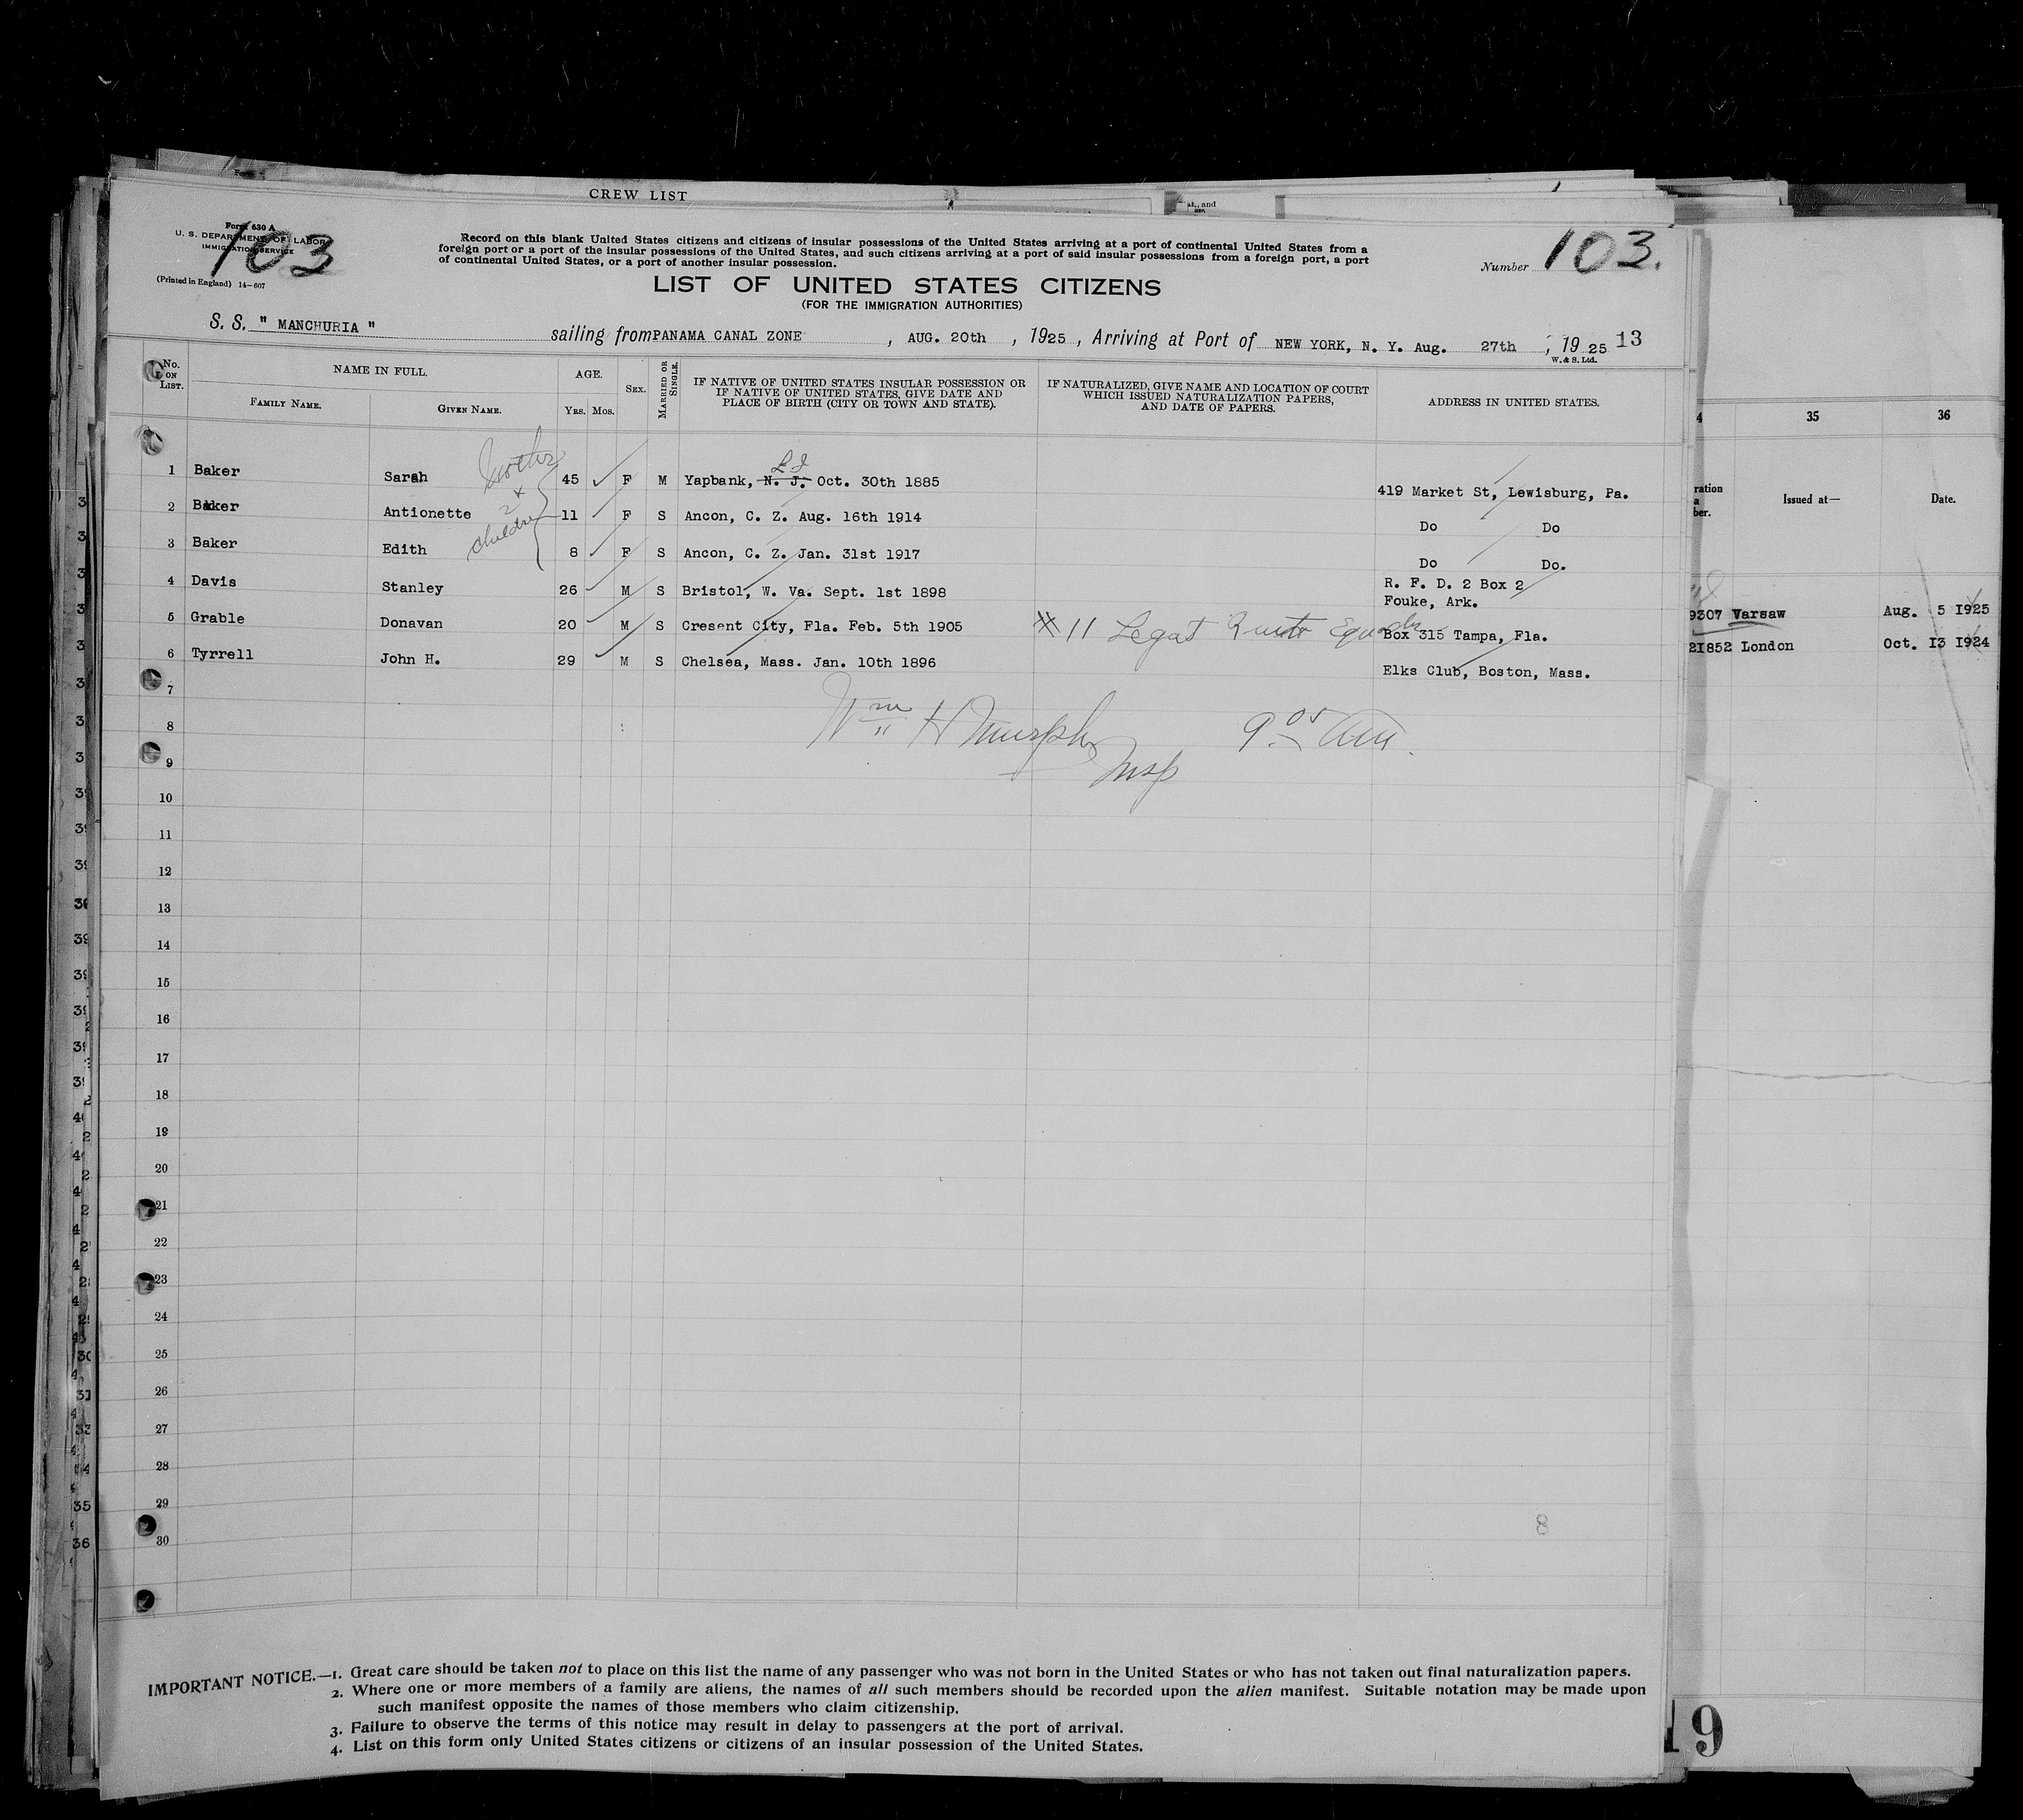 CREW LIST
at., and
Form 630 A
U. S. DEPARTMENT OF LABOR
IMMIGRATION SERVICE
103
(Printed in England) 14-607
Record on this blank United States citizens and citizens of insular possessions of the United States arriving at a port of continental United States from a
foreign port or a port of the insular possessions of the United States, and such citizens arriving at a port of said insular possessions from a foreign port, a port
of continental United States, or a port of another insular possession.
Number 103.
LIST OF UNITED STATES CITIZENS
(FOR THE IMMIGRATION AUTHORITIES)
S. S. " MANCHURIA " sailing from PANAMA CANAL ZONE , AUG. 20th , 1925 , Arriving at Port of NEW YORK, N. Y. Aug. 27th , 1925 13
W. & S. Ltd.
No. ON LIST. NAME IN FULL. FAMILY NAME. GIVEN NAME. AGE. YRS. MOS. SEX. MARRIED OR SINGLE. IF NATIVE OF UNITED STATES INSULAR POSSESSION OR IF NATIVE OF UNITED STATES, GIVE DATE AND PLACE OF BIRTH (CITY OR TOWN AND STATE). IF NATURALIZED, GIVE NAME AND LOCATION OF COURT WHICH ISSUED NATURALIZATION PAPERS, AND DATE OF PAPERS. ADDRESS IN UNITED STATES.
Mother
+
2
children
L I
1 Baker Sarah 45 F M Yapbank, N. J. Oct. 30th 1885 419 Market St, Lewisburg, Pa.
2 Baker Antionette 11 F S Ancon, C. Z. Aug. 16th 1914 Do Do
3 Baker Edith 8 F S Ancon, C. Z. Jan. 31st 1917 Do Do.
4 Davis Stanley 26 M S Bristol, W. Va. Sept. 1st 1898 R. F. D. 2 Box 2
Fouke, Ark.
5 Grable Donavan 20 M S Cresent City, Fla. Feb. 5th 1905 # 11 Legat Quito Box 315 Tampa, Fla.
6 Tyrrell John H. 29 M S Chelsea, Mass. Jan. 10th 1896 Elks Club, Boston, Mass.
7
Wm H Murphy
Insp
9.05 am.
8
9
10
11
12
13
14
15
16
17
18
19
20
21
22
23
24
25
26
27
28
29
30
8
IMPORTANT NOTICE.—1. Great care should be taken not to place on this list the name of any passenger who was not born in the United States or who has not taken out final naturalization papers.
2. Where one or more members of a family are aliens, the names of all such members should be recorded upon the alien manifest. Suitable notation may be made upon
such manifest opposite the names of those members who claim citizenship.
3. Failure to observe the terms of this notice may result in delay to passengers at the port of arrival.
4. List on this form only United States citizens or citizens of an insular possession of the United States.
4 35 36
ration
a
ber. Issued at— Date.
9307 Varsaw Aug. 5 1925
21852 London Oct. 13 1924
19